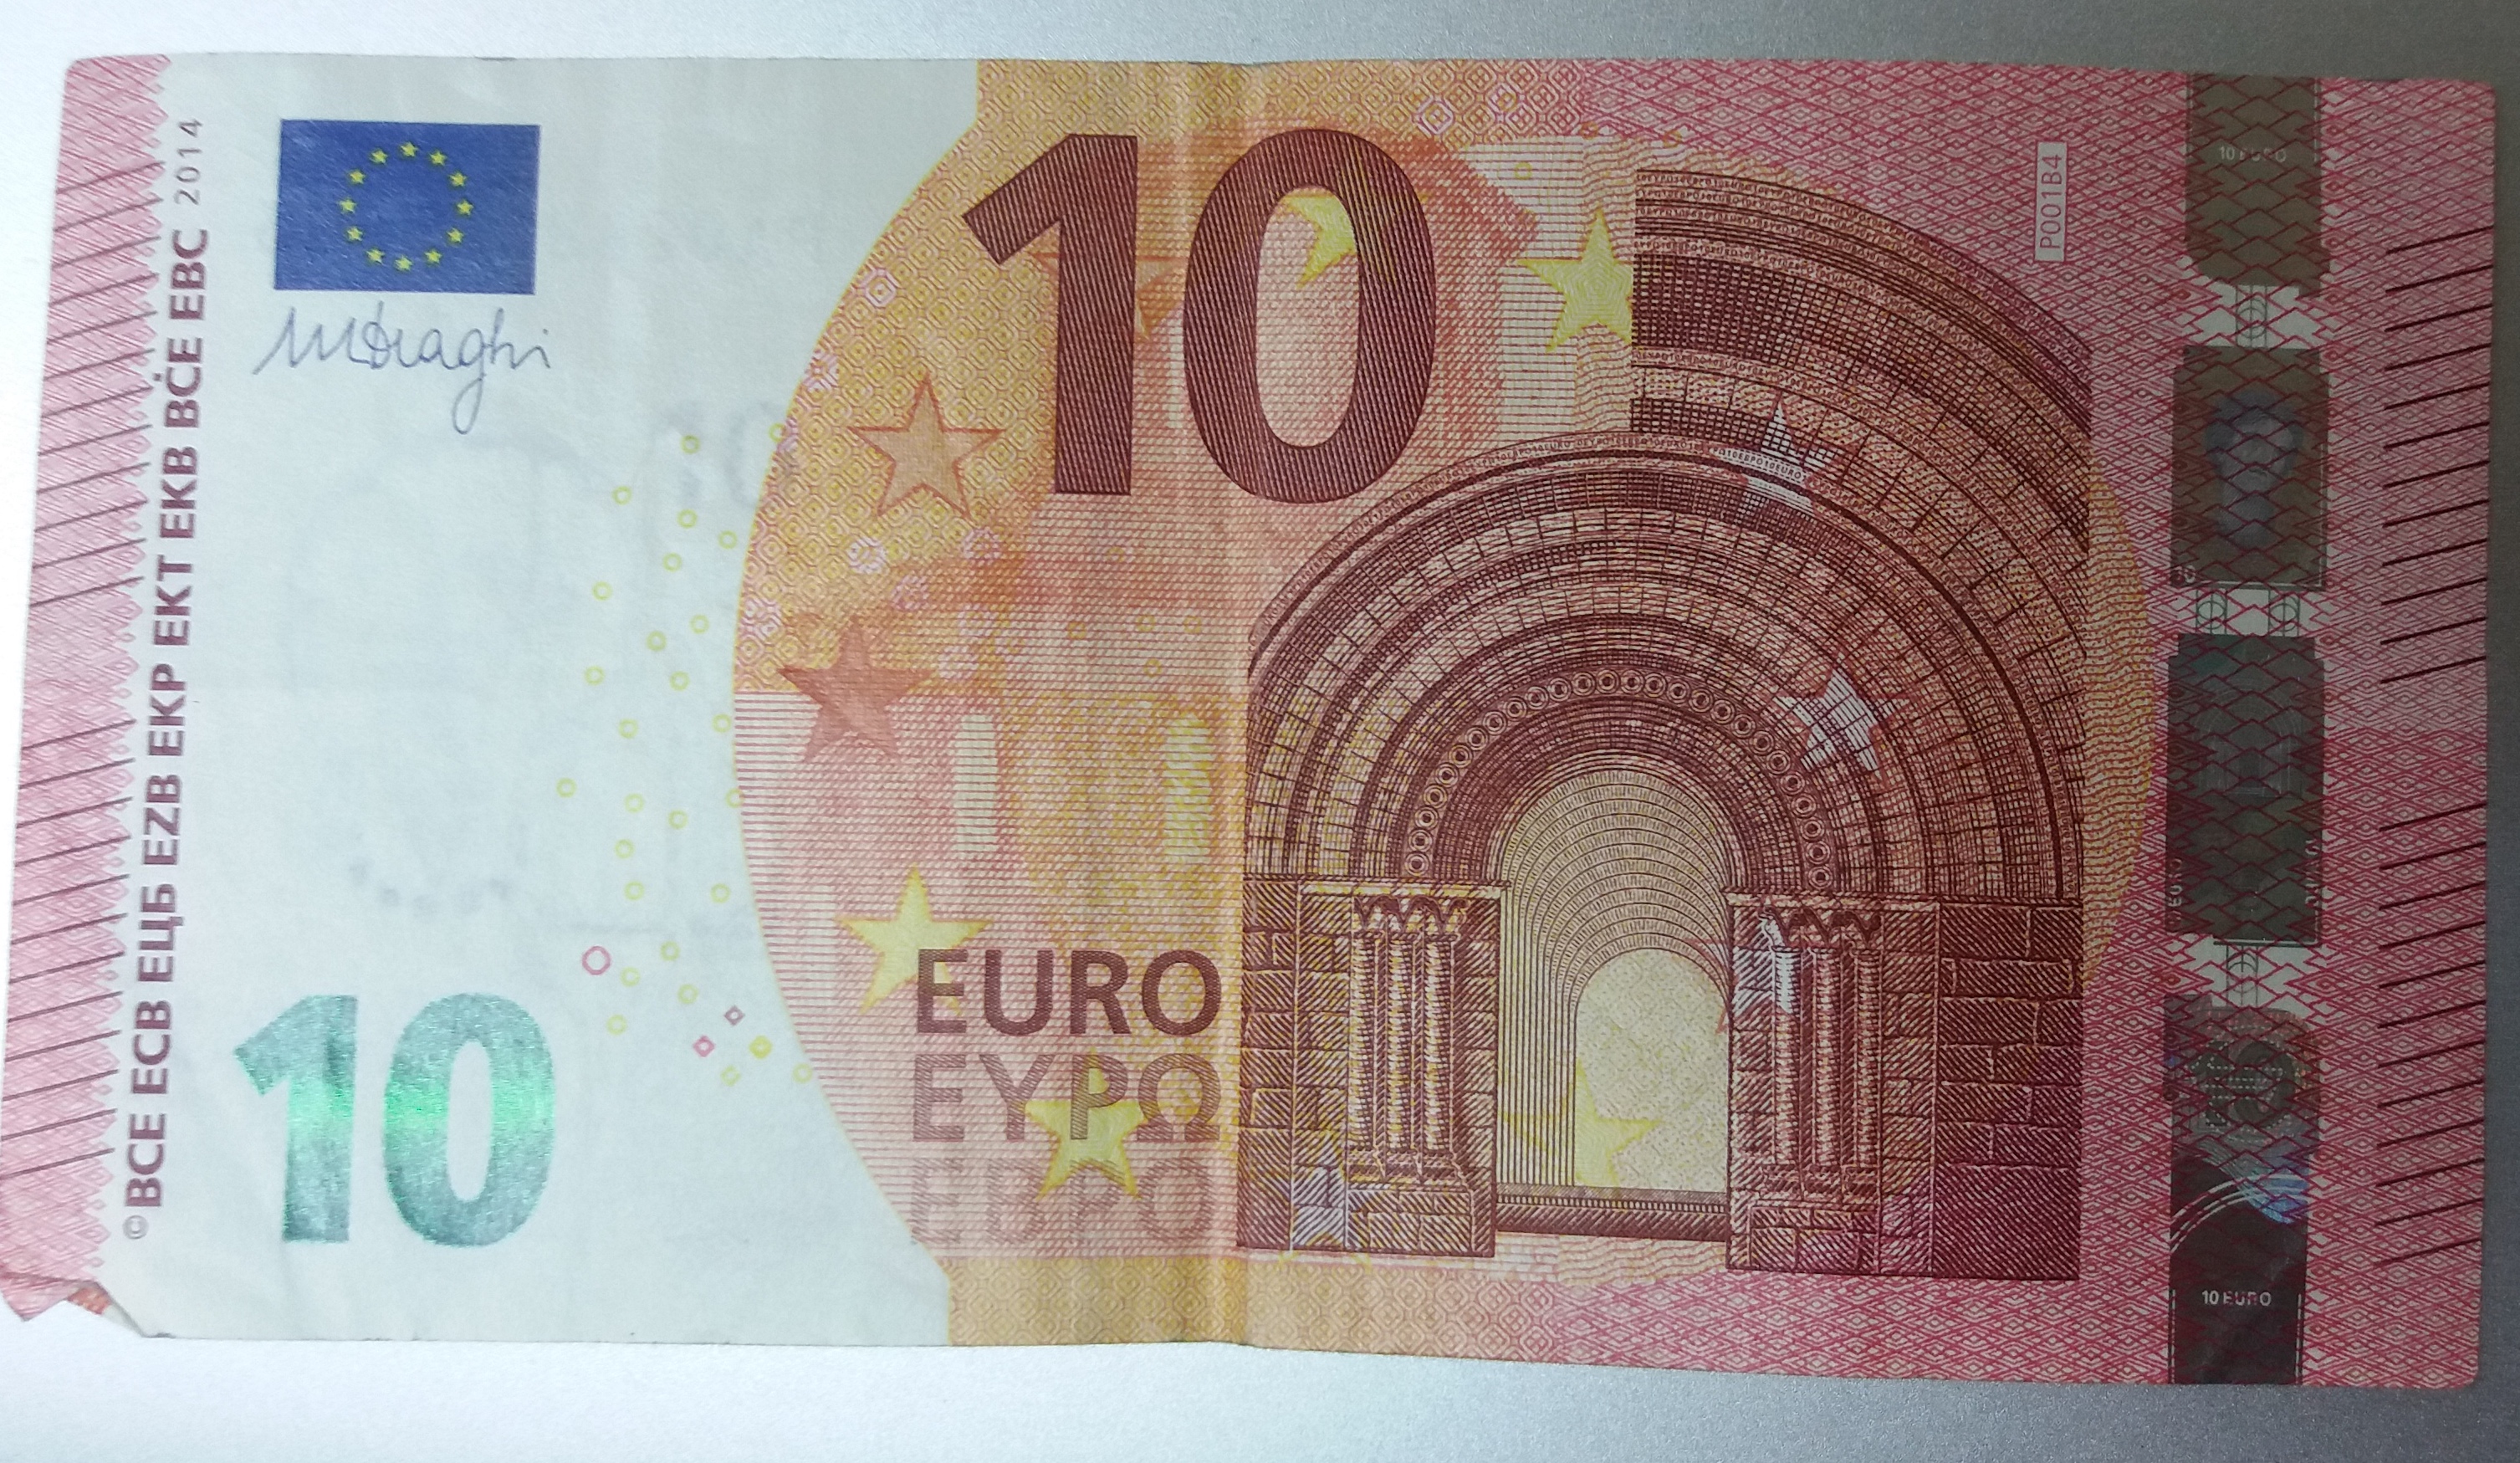 ©BCE ECB ЕЦБ EZB EKP EKT EKB BĊE EBC 2014
MDraghi
10
10
EURO
ΕΥΡΩ
ЕВРО
P001B4
10 EURO
10 EURO